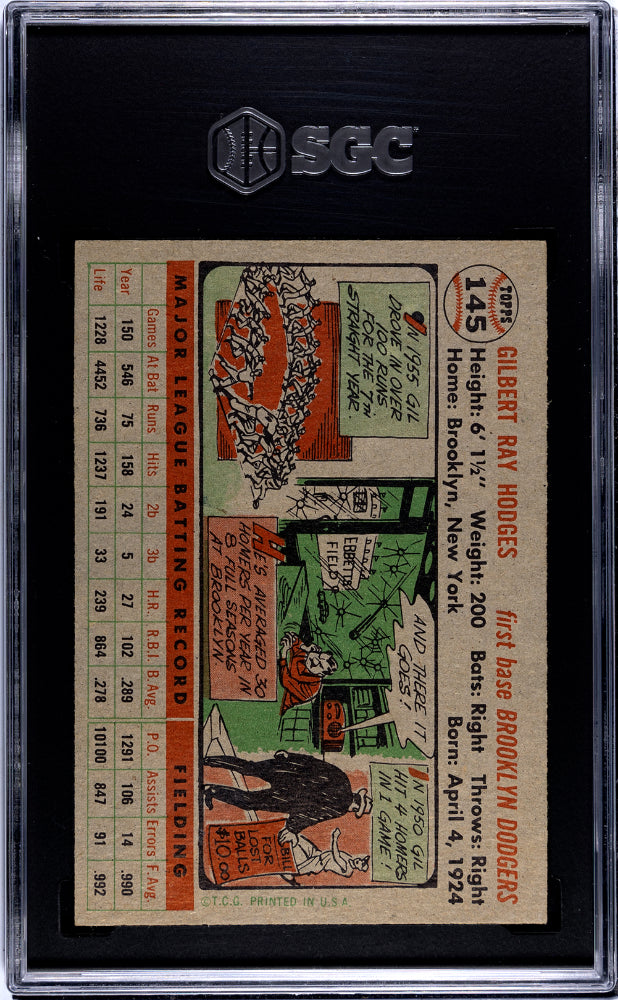 SGC
TOPPS
145
GILBERT RAY HODGES first base BROOKLYN DODGERS
Height: 6' 1½" Weight: 200 Bats: Right Throws: Right
Home: Brooklyn, New York Born: April 4, 1924
IN 1955 GIL
DROVE IN OVER
100 RUNS
FOR THE 7TH
STRAIGHT YEAR.
EBBETTS
FIELD
AND THERE IT
GOES!
HE'S AVERAGED 30
HOMERS PER YEAR IN
8 FULL SEASONS
AT BROOKLYN
IN 1950 GIL
HIT 4 HOMERS
IN 1 GAME!
BILL
FOR
LOST
BALLS
$10.00
©T.C.G. PRINTED IN U.S.A.
MAJOR LEAGUE BATTING RECORD FIELDING
Games At Bat Runs Hits 2b 3b H.R. R.B.I. B.Avg. P.O. Assists Errors F.Avg.
Year 150 546 75 158 24 5 27 102 .289 1291 106 14 .990
Life 1228 4452 736 1237 191 33 239 864 .278 10100 847 91 .992